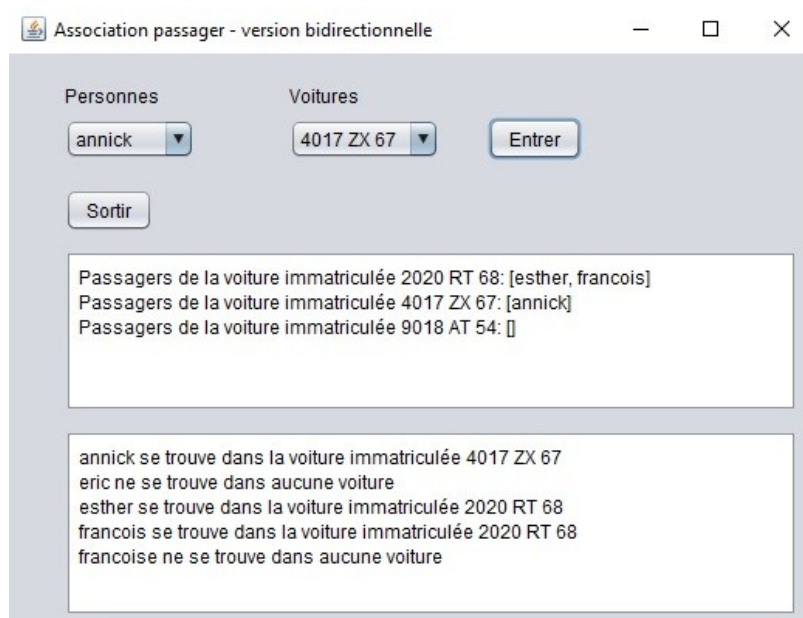 Association passager - version bidirectionnelle
Personnes Voitures
annick 4017 ZX 67 Entrer
Sortir
Passagers de la voiture immatriculée 2020 RT 68: [esther, francois]
Passagers de la voiture immatriculée 4017 ZX 67: [annick]
Passagers de la voiture immatriculée 9018 AT 54: []
annick se trouve dans la voiture immatriculée 4017 ZX 67
eric ne se trouve dans aucune voiture
esther se trouve dans la voiture immatriculée 2020 RT 68
francois se trouve dans la voiture immatriculée 2020 RT 68
francoise ne se trouve dans aucune voiture